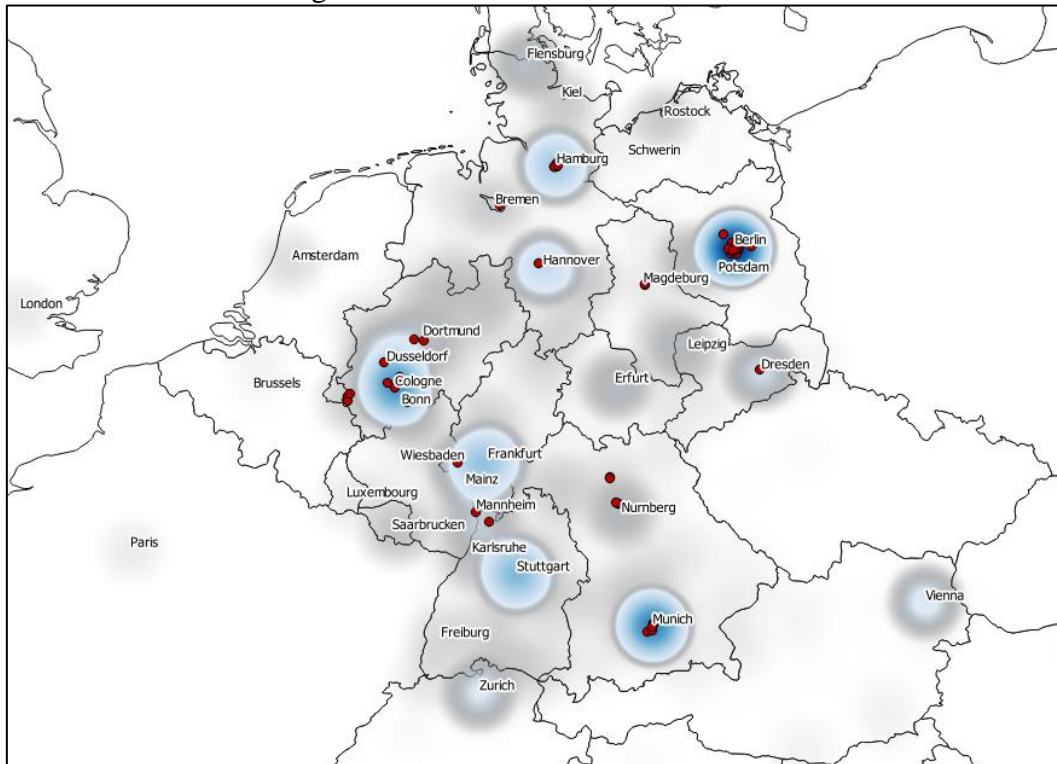 Flensburg
Kiel
Rostock
Schwerin
Hamburg
Bremen
Berlin
Amsterdam
Hannover
Potsdam
Magdeburg
London
Dortmund
Leipzig
Dusseldorf
Dresden
Brussels
Cologne
Erfurt
Bonn
Wiesbaden
Frankfurt
Mainz
Luxembourg
Mannheim
Nurnberg
Saarbrucken
Paris
Karlsruhe
Stuttgart
Vienna
Munich
Freiburg
Zurich